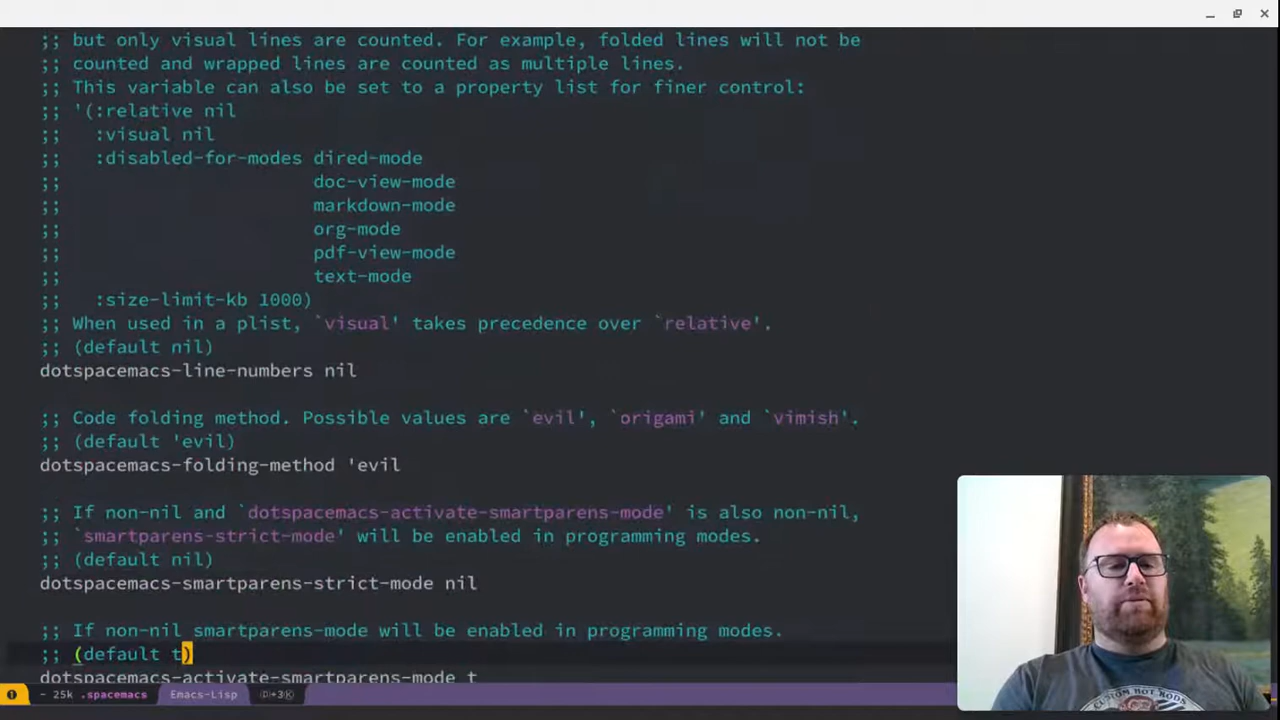 ;; but only visual lines are counted. For example, folded lines will not be
;; counted and wrapped lines are counted as multiple lines.
;; This variable can also be set to a property list for finer control:
;; '(:relative nil
;;   :visual nil
;;   :disabled-for-modes dired-mode
;;                       doc-view-mode
;;                       markdown-mode
;;                       org-mode
;;                       pdf-view-mode
;;                       text-mode
;;   :size-limit-kb 1000)
;; When used in a plist, `visual' takes precedence over `relative'.
;; (default nil)
dotspacemacs-line-numbers nil
;; Code folding method. Possible values are `evil', `origami' and `vimish'.
;; (default 'evil)
dotspacemacs-folding-method 'evil
;; If non-nil and `dotspacemacs-activate-smartparens-mode' is also non-nil,
;; `smartparens-strict-mode' will be enabled in programming modes.
;; (default nil)
dotspacemacs-smartparens-strict-mode nil
;; If non-nil smartparens-mode will be enabled in programming modes.
;; (default t)
dotspacemacs-activate-smartparens-mode t
- 25k .spacemacs Emacs-Lisp
CUSTOM HOT RODS